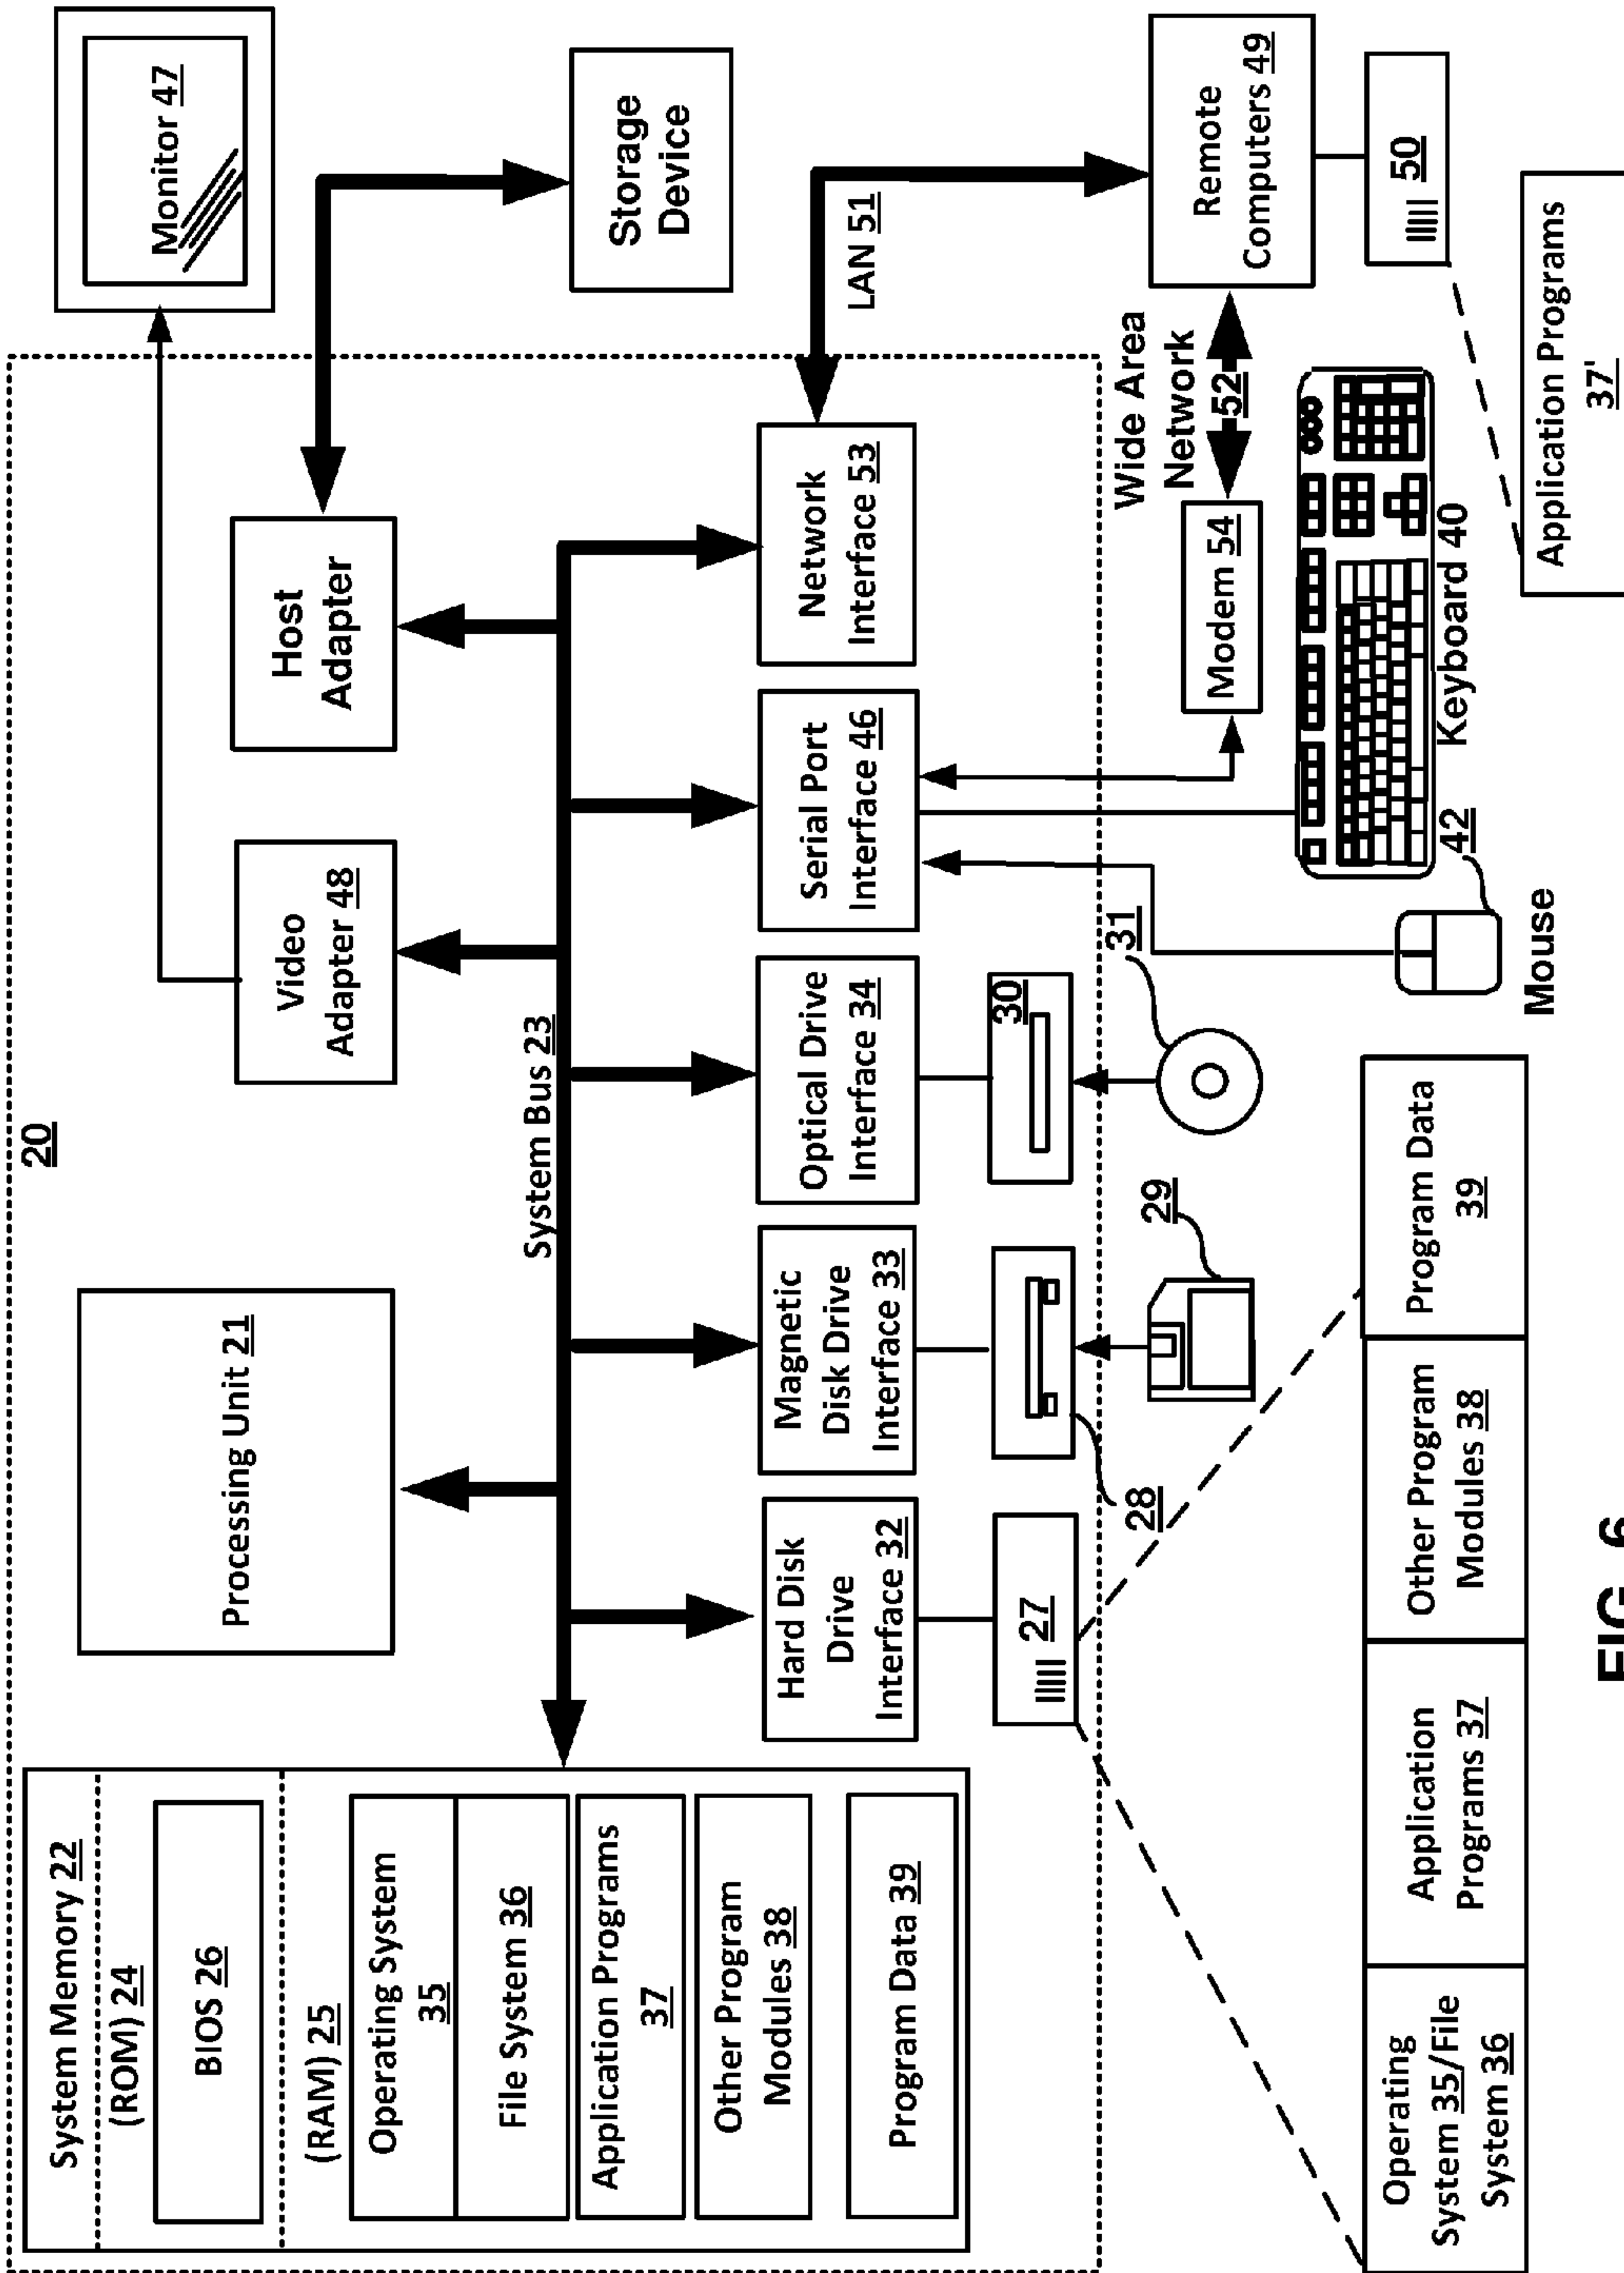 20
System Memory 22
(ROM) 24
BIOS 26
(RAM) 25
Operating System
35
File System 36
Application Programs
37
Other Program
Modules 38
Program Data 39
Processing Unit 21
Video
Adapter 48
Host
Adapter
Monitor 47
System Bus 23
Storage
Device
Hard Disk
Drive
Interface 32
Magnetic
Disk Drive
Interface 33
Optical Drive
Interface 34
Serial Port
Interface 46
Network
Interface 53
LAN 51
27
28
29
30
31
Wide Area
Network
52
Modem 54
Remote
Computers 49
50
Keyboard 40
42
Mouse
Operating
System 35/File
System 36
Application
Programs 37
Other Program
Modules 38
Program Data
39
Application Programs
37'
FIG. 6